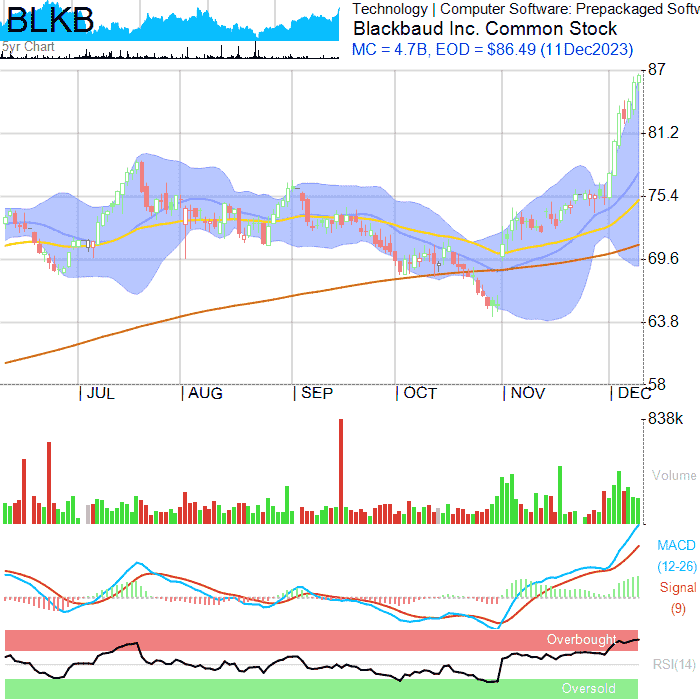 BLKB
5yr Chart
Technology | Computer Software: Prepackaged Softw
Blackbaud Inc. Common Stock
MC = 4.7B, EOD = $86.49 (11Dec2023)
87
81.2
75.4
69.6
63.8
58
| JUL | AUG | SEP | OCT | NOV | DEC
838k
Volume
MACD
(12-26)
Signal
(9)
Overbought
RSI(14)
Oversold